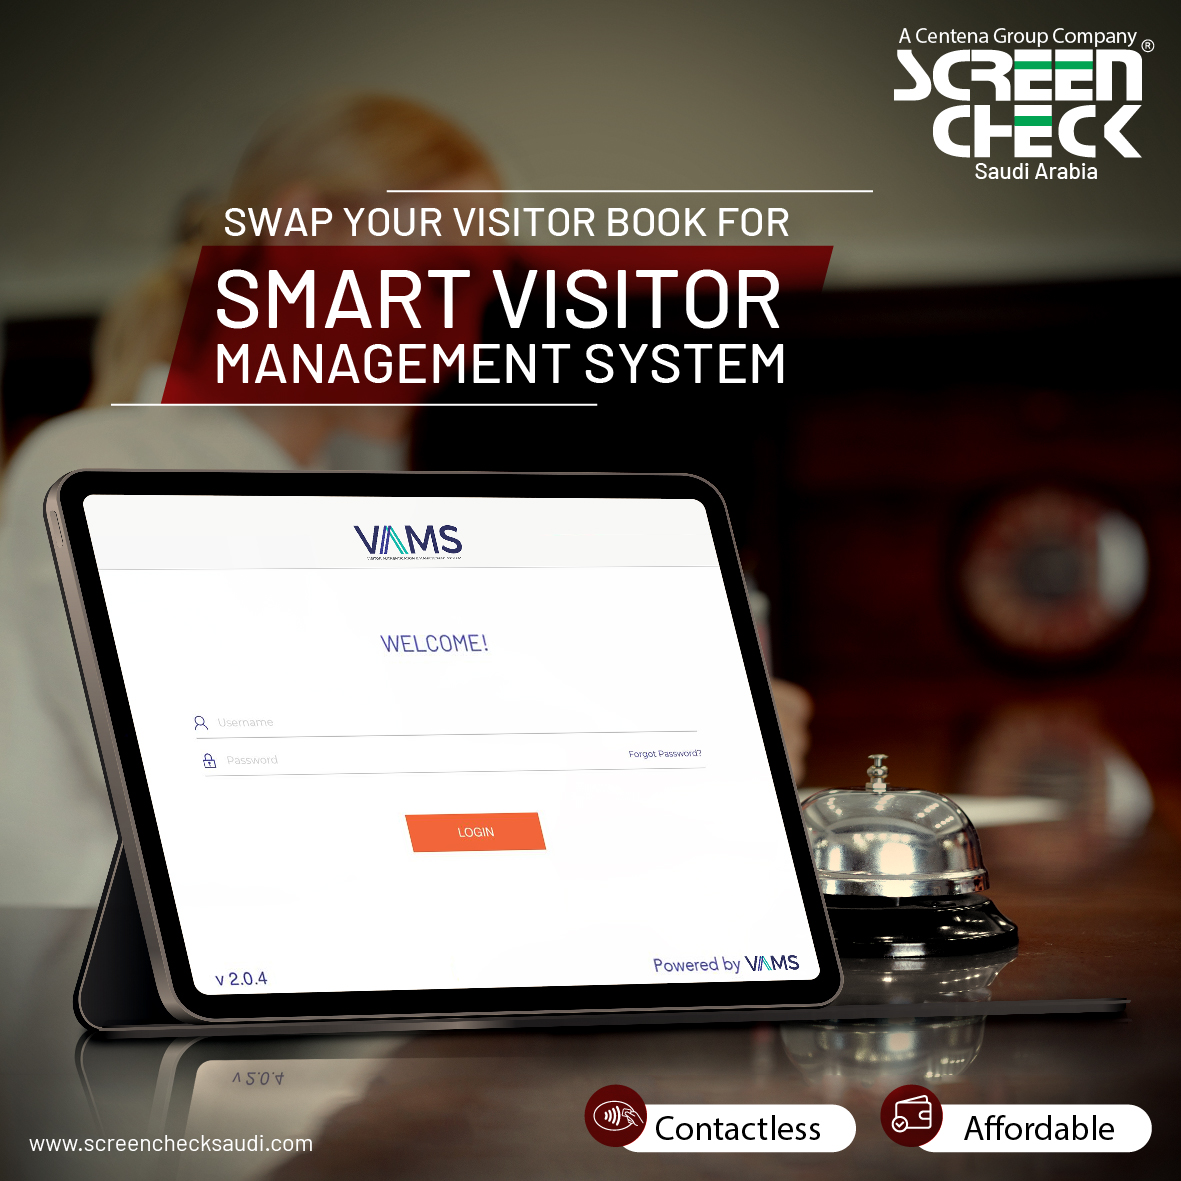 A Centena Group Company
SCREEN®
CHECK
Saudi Arabia
SWAP YOUR VISITOR BOOK FOR
SMART VISITOR
MANAGEMENT SYSTEM
VAMS
WELCOME!
Username
Password
Forgot Password?
LOGIN
v 2.0.4
Powered by VAMS
v 2.0.4
www.screenchecksaudi.com
Contactless
Affordable